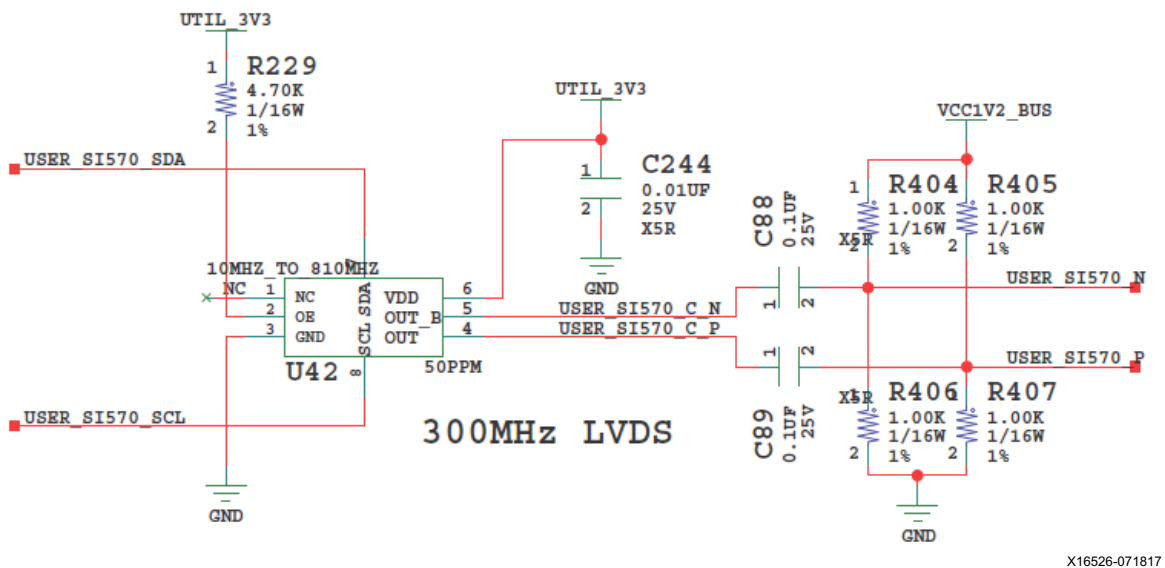 UTIL_3V3
1
R229
4.70K
1/16W
2
1%
UTIL_3V3
VCC1V2_BUS
USER_SI570_SDA
1
C244
0.01UF
2
25V
X5R
GND
C88
0.1UF
25V
X5R
1
2
1
R404
1.00K
1/16W
2
1%
R405
1.00K
1/16W
2
1%
10MHZ_TO_810MHZ
7
NC
1
NC
2
OE
3
GND
SDA
SCL
8
VDD
6
OUT_B
5
OUT
4
U42
50PPM
USER_SI570_C_N
USER_SI570_C_P
USER_SI570_N
USER_SI570_P
1
2
C89
0.1UF
25V
X5R
1
R406
1.00K
1/16W
2
1%
1
R407
1.00K
1/16W
2
1%
USER_SI570_SCL
300MHz LVDS
GND
GND
X16526-071817